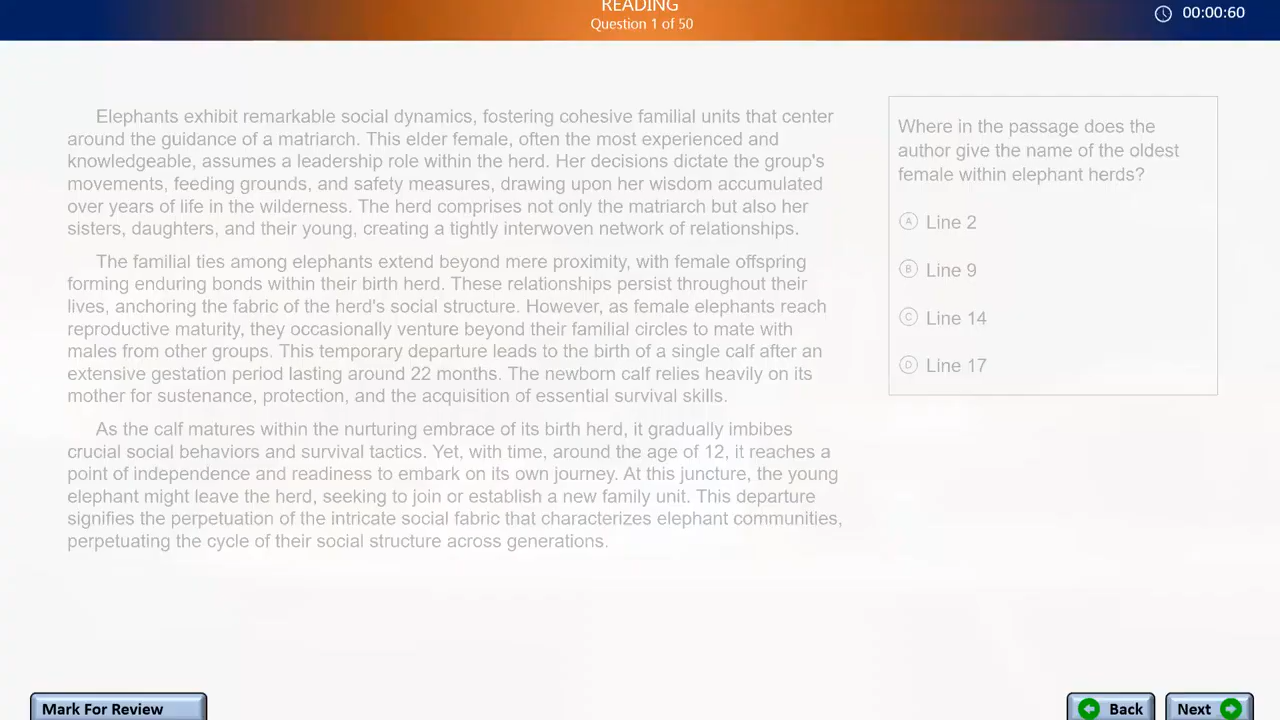 READING
Question 1 of 50
00:00:60
Elephants exhibit remarkable social dynamics, fostering cohesive familial units that center
around the guidance of a matriarch. This elder female, often the most experienced and
knowledgeable, assumes a leadership role within the herd. Her decisions dictate the group's
movements, feeding grounds, and safety measures, drawing upon her wisdom accumulated
over years of life in the wilderness. The herd comprises not only the matriarch but also her
sisters, daughters, and their young, creating a tightly interwoven network of relationships.
The familial ties among elephants extend beyond mere proximity, with female offspring
forming enduring bonds within their birth herd. These relationships persist throughout their
lives, anchoring the fabric of the herd's social structure. However, as female elephants reach
reproductive maturity, they occasionally venture beyond their familial circles to mate with
males from other groups. This temporary departure leads to the birth of a single calf after an
extensive gestation period lasting around 22 months. The newborn calf relies heavily on its
mother for sustenance, protection, and the acquisition of essential survival skills.
As the calf matures within the nurturing embrace of its birth herd, it gradually imbibes
crucial social behaviors and survival tactics. Yet, with time, around the age of 12, it reaches a
point of independence and readiness to embark on its own journey. At this juncture, the young
elephant might leave the herd, seeking to join or establish a new family unit. This departure
signifies the perpetuation of the intricate social fabric that characterizes elephant communities,
perpetuating the cycle of their social structure across generations.
Where in the passage does the
author give the name of the oldest
female within elephant herds?
A Line 2
B Line 9
C Line 14
D Line 17
Mark For Review
Back
Next